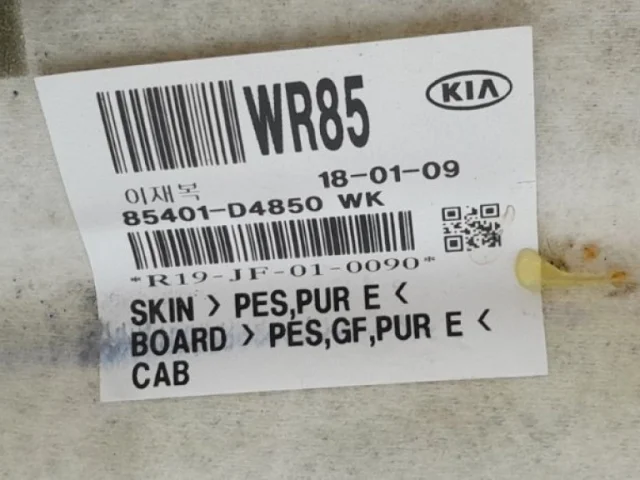 WR85
KIA
이재복 18-01-09
85401-D4850 WK
*R19-JF-01-0090*
SKIN > PES,PUR E <
BOARD > PES,GF,PUR E <
CAB